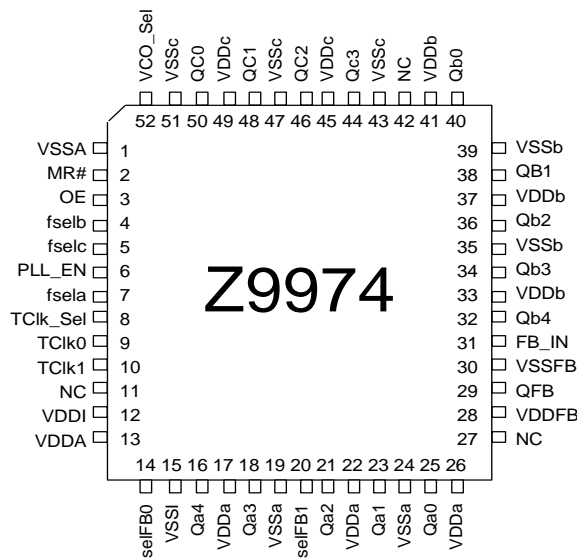 VCO_Sel
VSSc
QC0
VDDc
QC1
VSSc
QC2
VDDc
Qc3
VSSc
NC
VDDb
Qb0
52 51 50 49 48 47 46 45 44 43 42 41 40
VSSA 1
MR# 2
OE 3
fselb 4
fselc 5
PLL_EN 6
fsela 7
TClk_Sel 8
TClk0 9
TClk1 10
NC 11
VDDI 12
VDDA 13
Z9974
39 VSSb
38 QB1
37 VDDb
36 Qb2
35 VSSb
34 Qb3
33 VDDb
32 Qb4
31 FB_IN
30 VSSFB
29 QFB
28 VDDFB
27 NC
14 15 16 17 18 19 20 21 22 23 24 25 26
selFB0
VSSI
Qa4
VDDa
Qa3
VSSa
selFB1
Qa2
VDDa
Qa1
VSSa
Qa0
VDDa